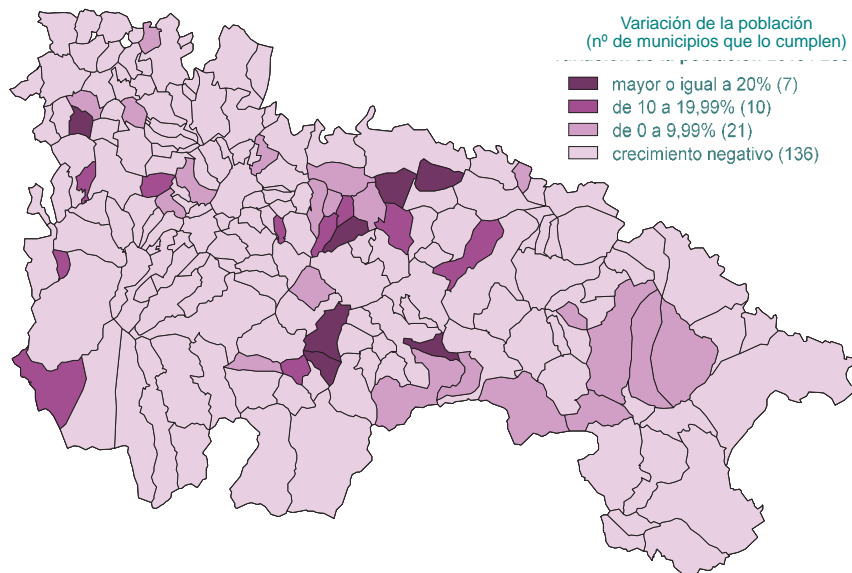 Variación de la población
(nº de municipios que lo cumplen)
mayor o igual a 20% (7)
de 10 a 19,99% (10)
de 0 a 9,99% (21)
crecimiento negativo (136)